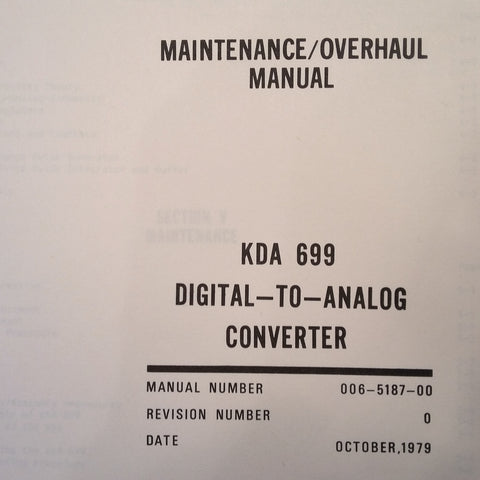 MAINTENANCE/OVERHAUL
MANUAL
SECTION V
MAINTENANCE
KDA 699
DIGITAL—TO—ANALOG
CONVERTER
MANUAL NUMBER 006-5187-00
REVISION NUMBER 0
DATE OCTOBER,1979